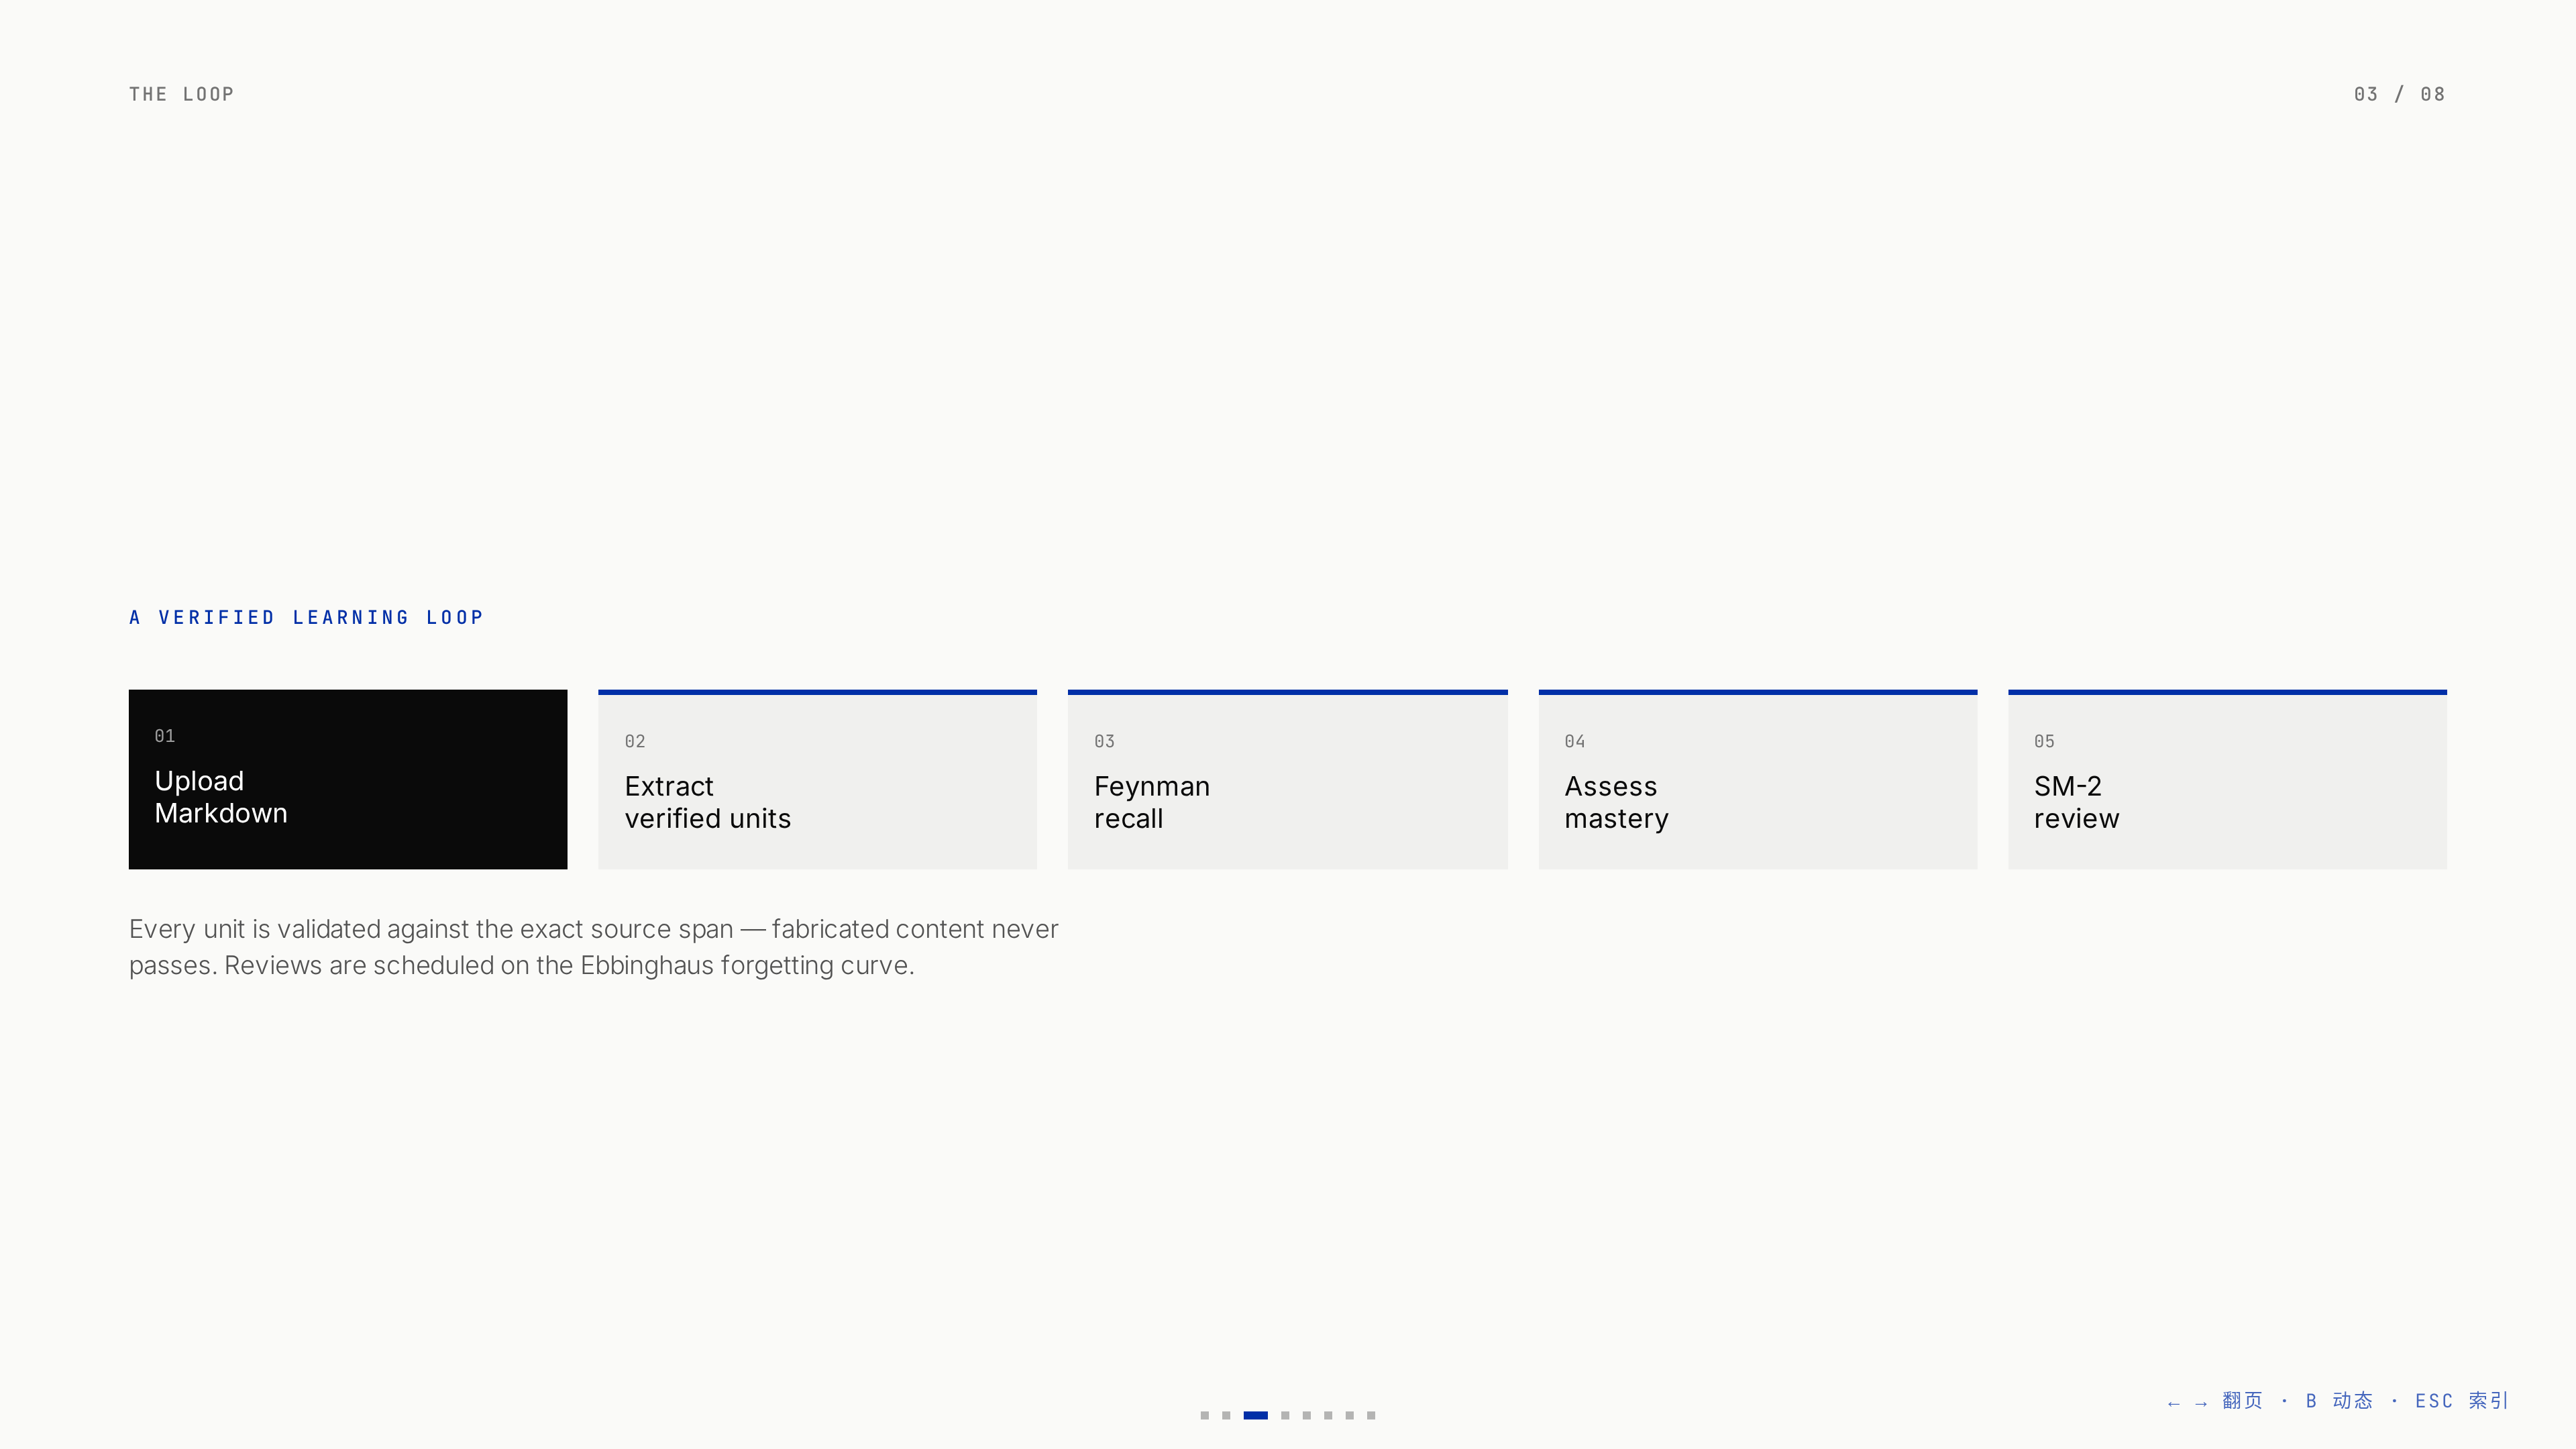 THE LOOP
03 / 08
A VERIFIED LEARNING LOOP
01
Upload
Markdown
02
Extract
verified units
03
Feynman
recall
04
Assess
mastery
05
SM-2
review
Every unit is validated against the exact source span — fabricated content never
passes. Reviews are scheduled on the Ebbinghaus forgetting curve.
← → 翻页 · B 动态 · ESC 索引